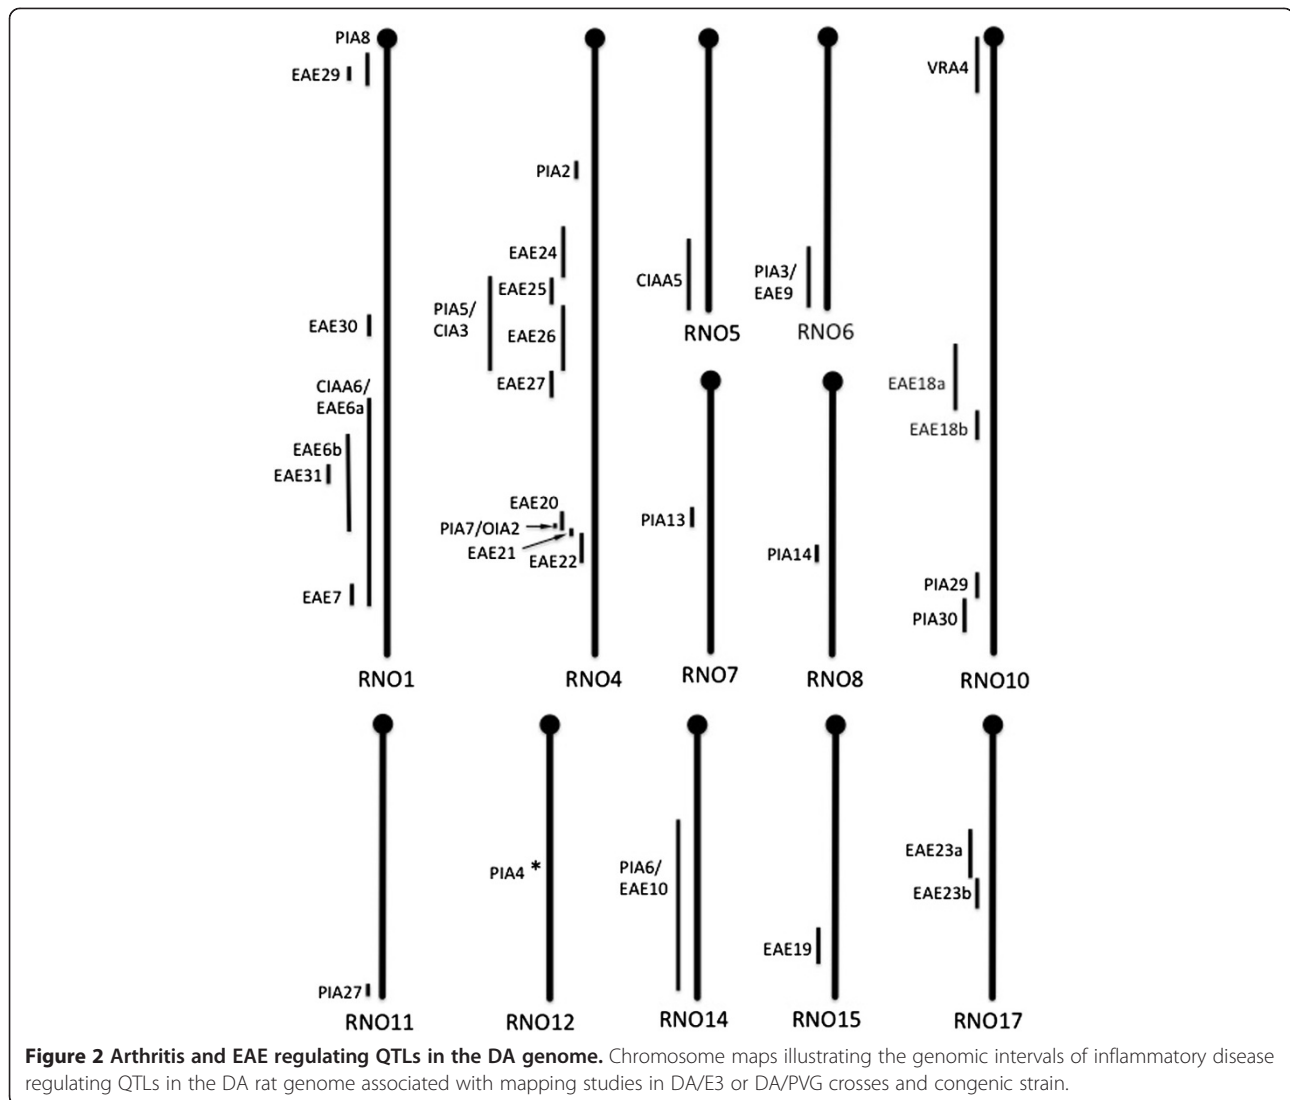 PIA8
EAE29
EAE30
CIAA6/
EAE6a
EAE6b
EAE31
EAE7
RNO1
PIA2
EAE24
EAE25
PIA5/
CIA3
EAE26
EAE27
EAE20
PIA7/OIA2
EAE21
EAE22
RNO4
CIAA5
RNO5
PIA3/
EAE9
RNO6
PIA13
RNO7
PIA14
RNO8
VRA4
EAE18a
EAE18b
PIA29
PIA30
RNO10
PIA27
RNO11
PIA4 *
RNO12
PIA6/
EAE10
RNO14
EAE19
RNO15
EAE23a
EAE23b
RNO17
Figure 2 Arthritis and EAE regulating QTLs in the DA genome. Chromosome maps illustrating the genomic intervals of inflammatory disease
regulating QTLs in the DA rat genome associated with mapping studies in DA/E3 or DA/PVG crosses and congenic strain.